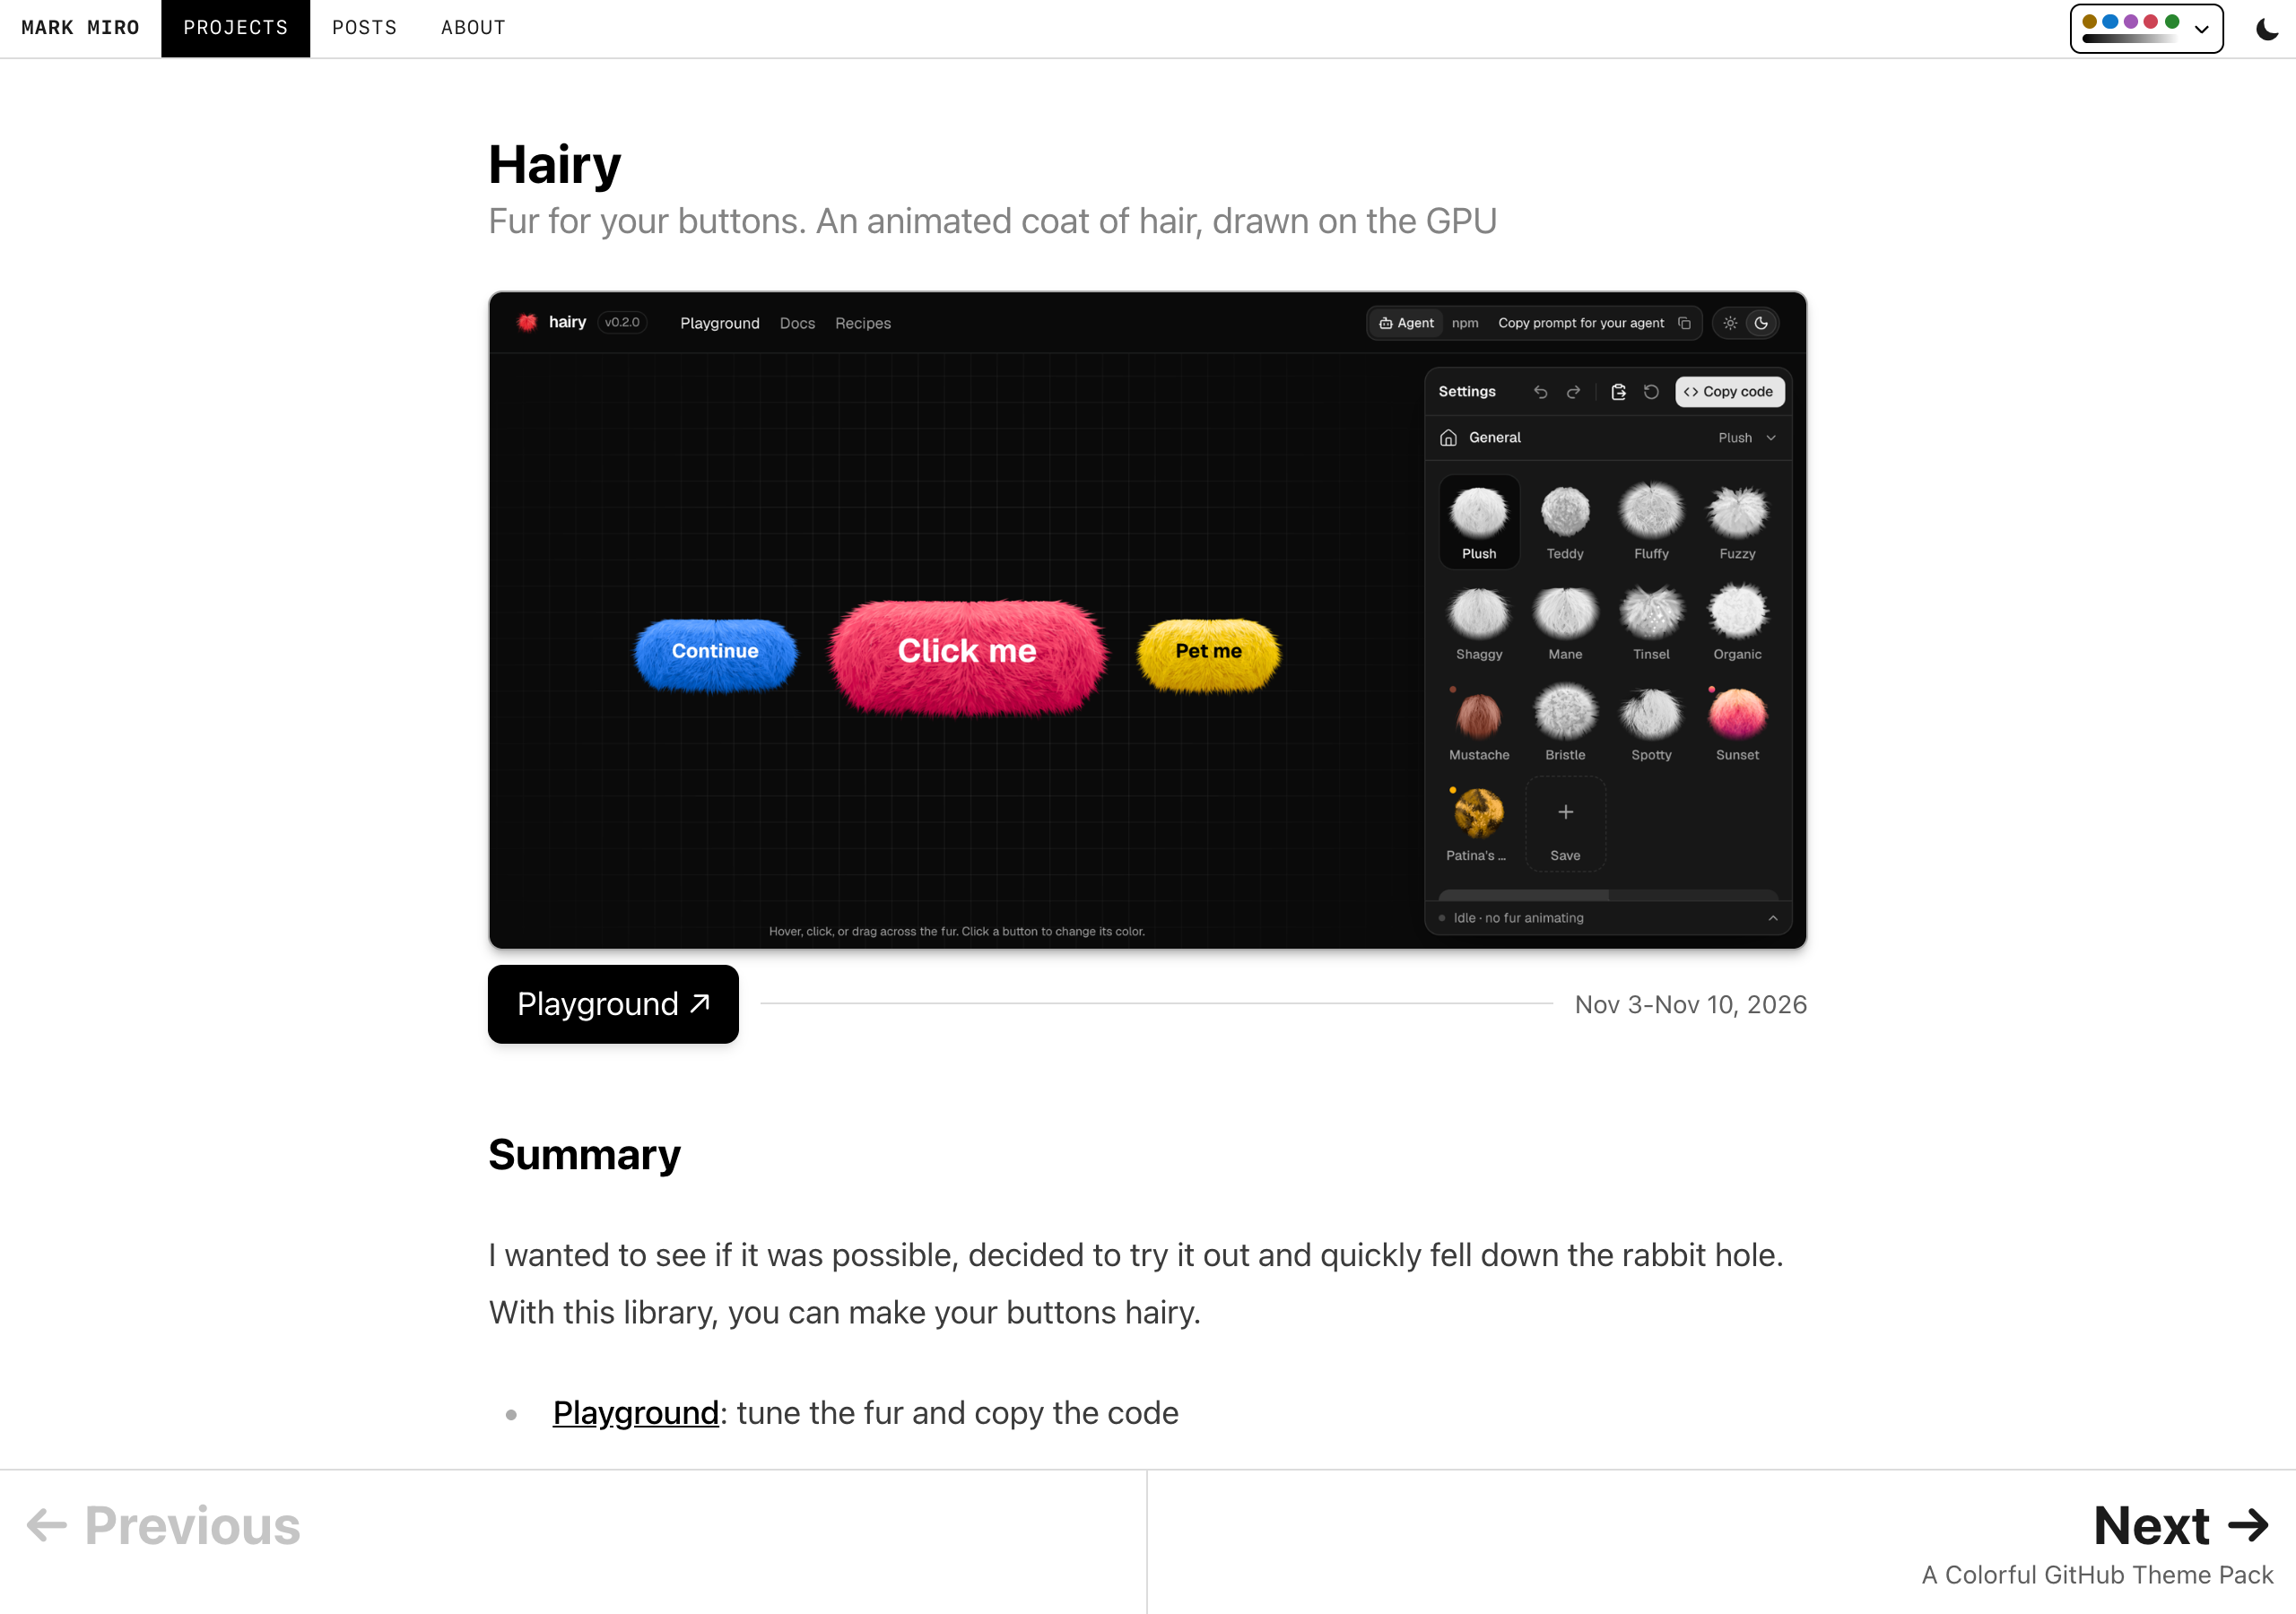 MARK MIRO PROJECTS POSTS ABOUT
Hairy
Fur for your buttons. An animated coat of hair, drawn on the GPU
hairy v0.2.0 Playground Docs Recipes Agent npm Copy prompt for your agent
Settings Copy code
General Plush
Plush Teddy Fluffy Fuzzy
Shaggy Mane Tinsel Organic
Continue Click me Pet me
Mustache Bristle Spotty Sunset
Patina's ... Save
Idle · no fur animating
Hover, click, or drag across the fur. Click a button to change its color.
Playground ↗ Nov 3-Nov 10, 2026
Summary
I wanted to see if it was possible, decided to try it out and quickly fell down the rabbit hole.
With this library, you can make your buttons hairy.
• Playground: tune the fur and copy the code
← Previous Next →
A Colorful GitHub Theme Pack